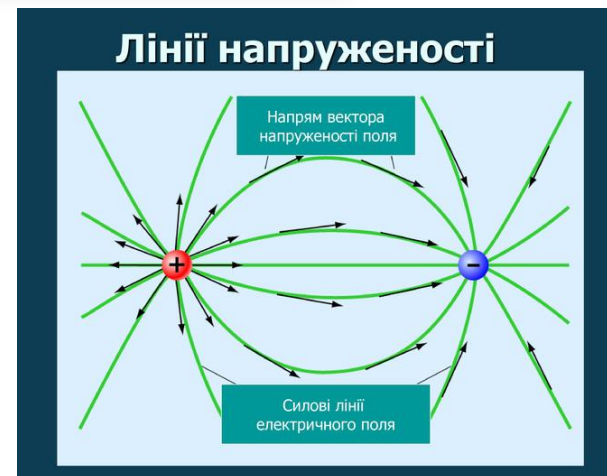 Лінії напруженості
Напрям вектора
напруженості поля
+
-
Силові лінії
електричного поля